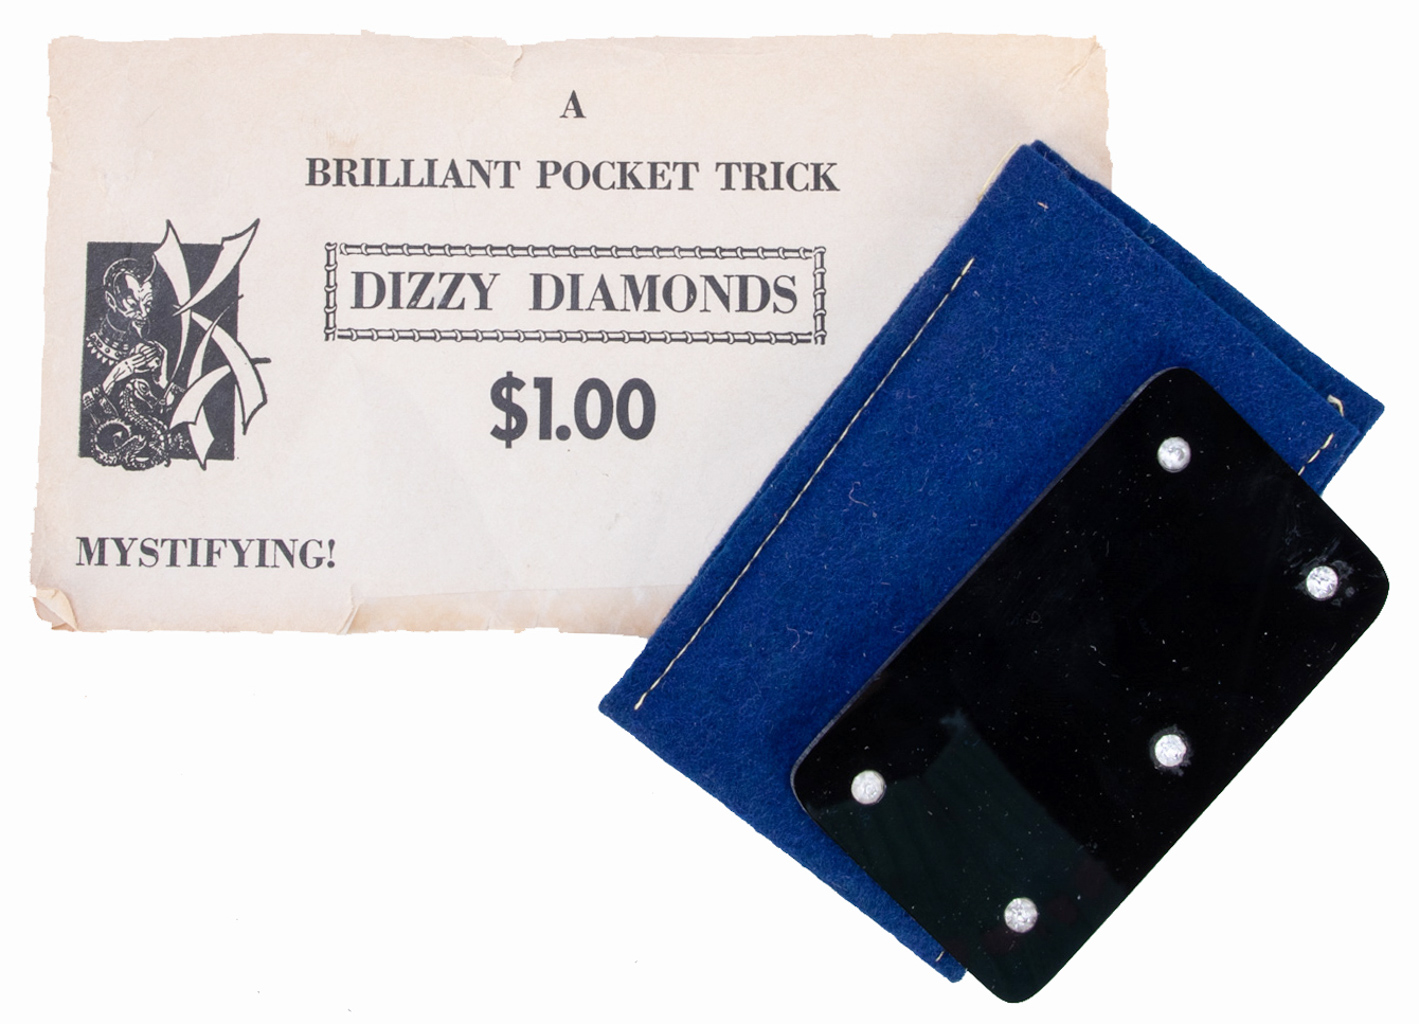 A
BRILLIANT POCKET TRICK
DIZZY DIAMONDS
$1.00
MYSTIFYING!